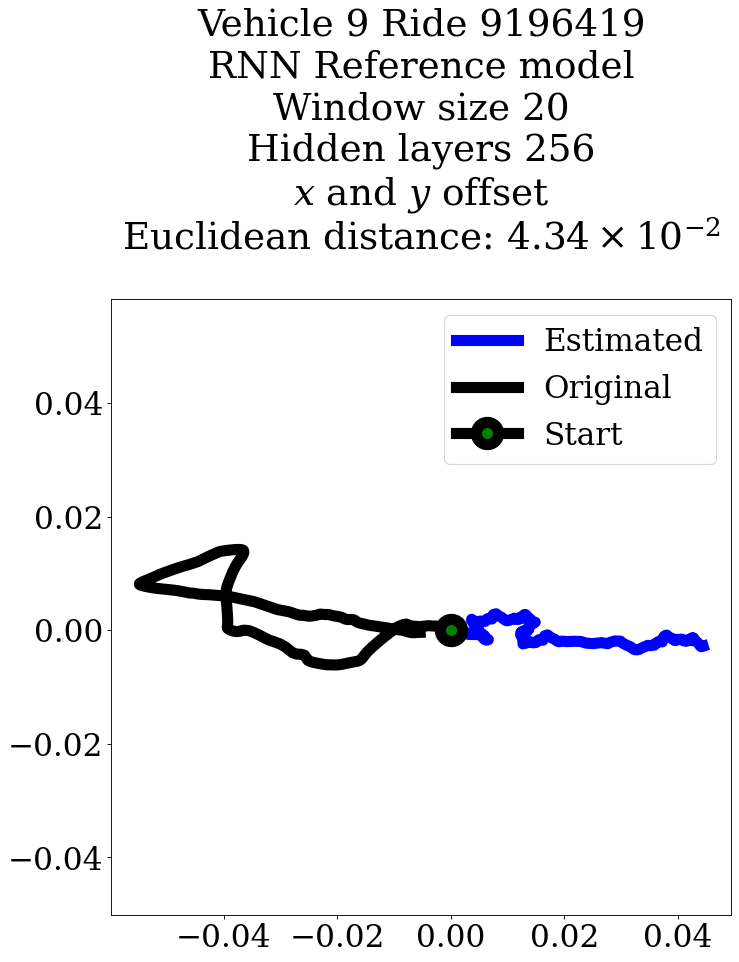 Vehicle 9 Ride 9196419
RNN Reference model
Window size 20
Hidden layers 256
x and y offset
Euclidean distance: 4.34 × 10⁻²
Estimated
Original
Start
0.04
0.02
0.00
−0.02
−0.04
−0.04 −0.02 0.00 0.02 0.04